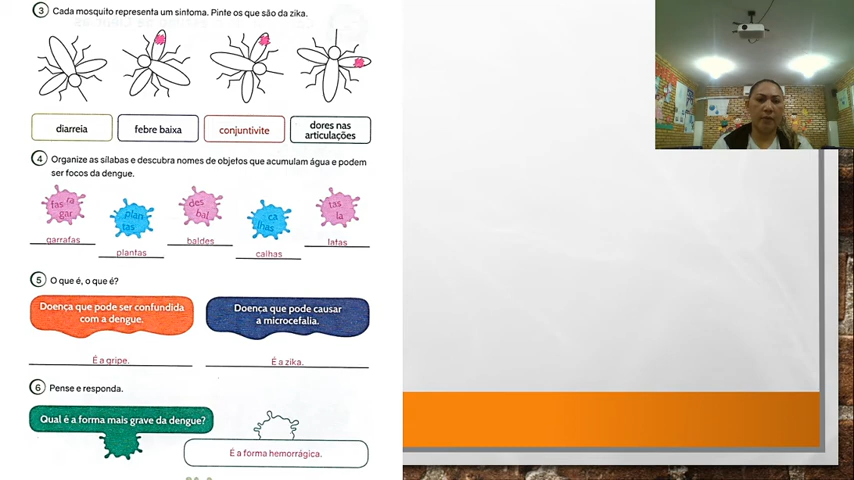 3 Cada mosquito representa um sintoma. Pinte os que são da zika.
diarreia
febre baixa
conjuntivite
dores nas
articulações
4 Organize as sílabas e descubra nomes de objetos que acumulam água e podem
ser focos da dengue.
fas ra
gar
plan
tas
des
bal
ca
lhas
tas
la
garrafas
plantas
baldes
calhas
lafas
5 O que é, o que é?
Doença que pode ser confundida
com a dengue.
Doença que pode causar
a microcefalia.
É a gripe.
É a zika.
6 Pense e responda.
Qual é a forma mais grave da dengue?
É a forma hemorrágica.